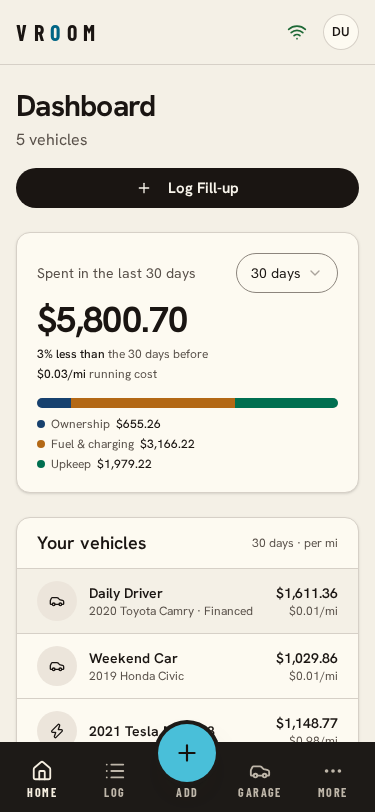 VROOM
DU
Dashboard
5 vehicles
Log Fill-up
Spent in the last 30 days
30 days
$5,800.70
3% less than the 30 days before
$0.03/mi running cost
Ownership $655.26
Fuel & charging $3,166.22
Upkeep $1,979.22
Your vehicles
30 days · per mi
Daily Driver
$1,611.36
2020 Toyota Camry · Financed
$0.01/mi
Weekend Car
$1,029.86
2019 Honda Civic
$0.01/mi
2021 Tesla
$1,148.77
$0.98/mi
HOME
LOG
ADD
GARAGE
MORE